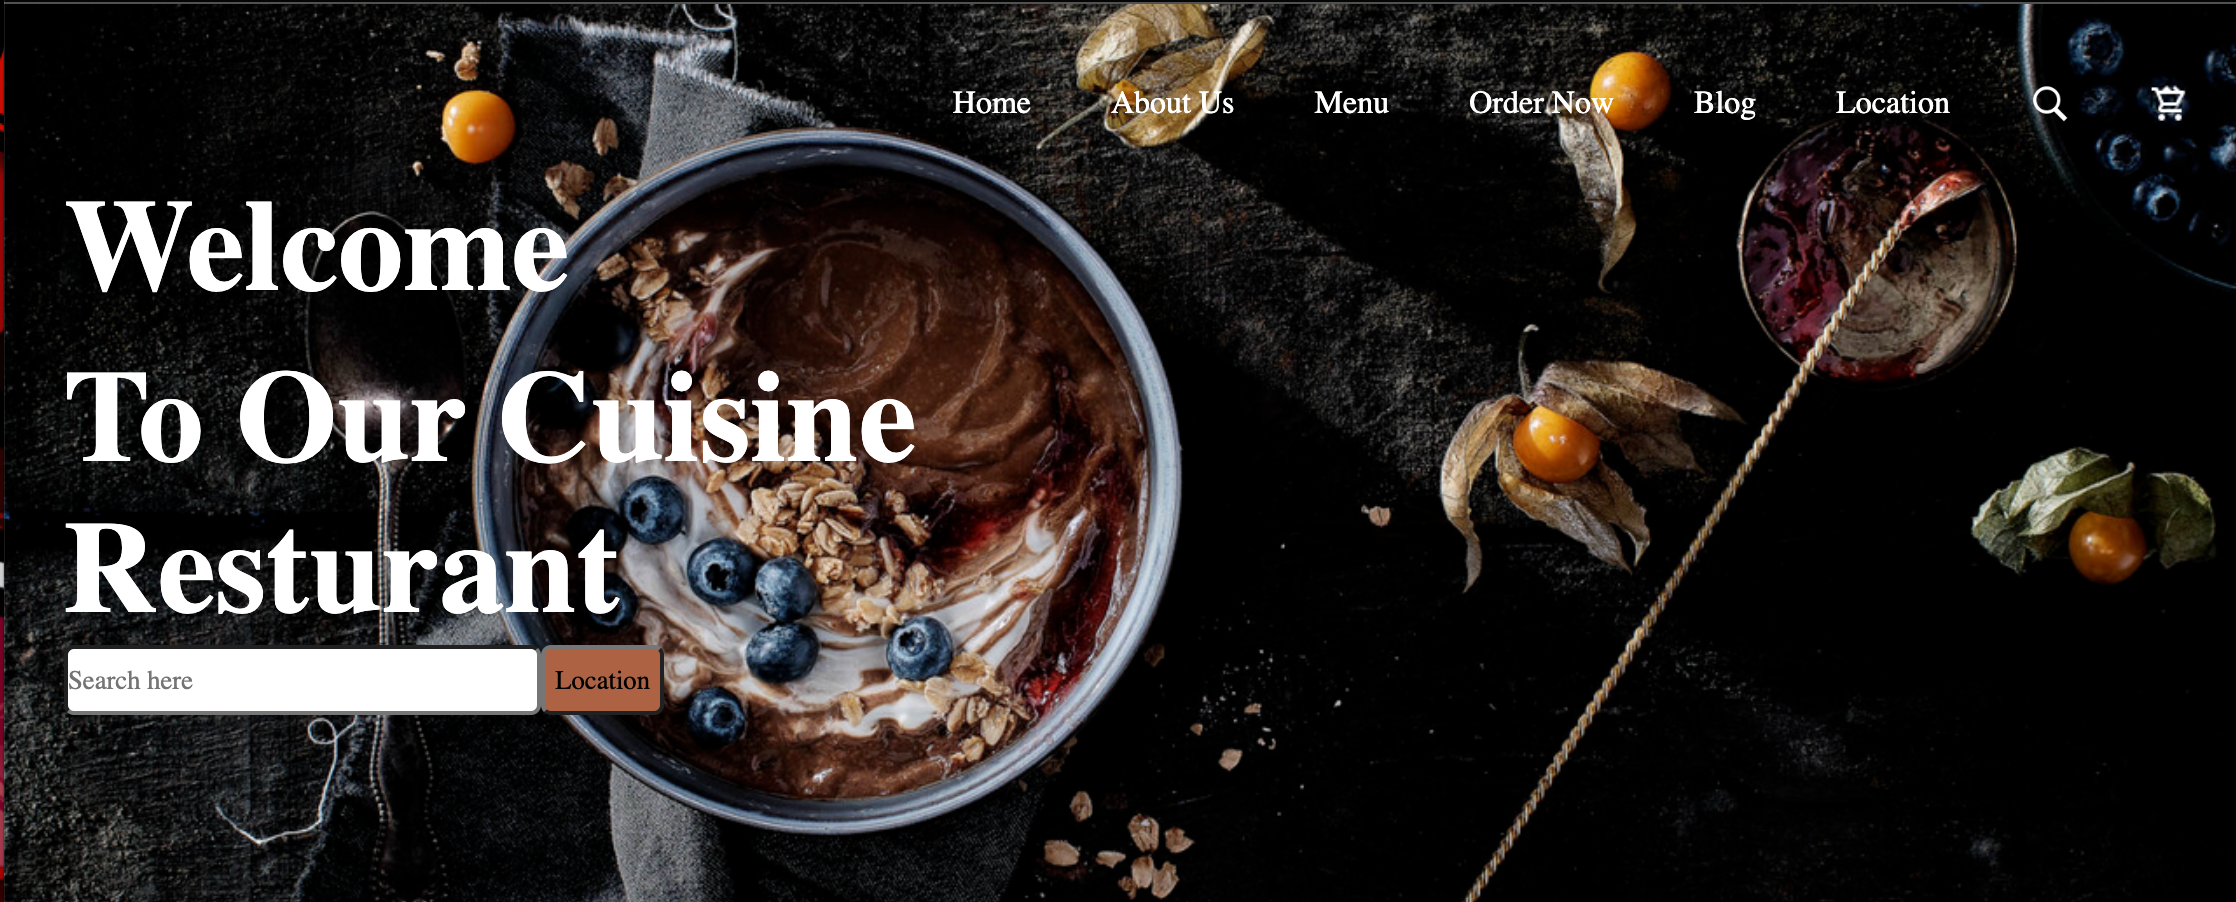 Home About Us Menu Order Now Blog Location
Welcome
To Our Cuisine
Resturant
Search here Location